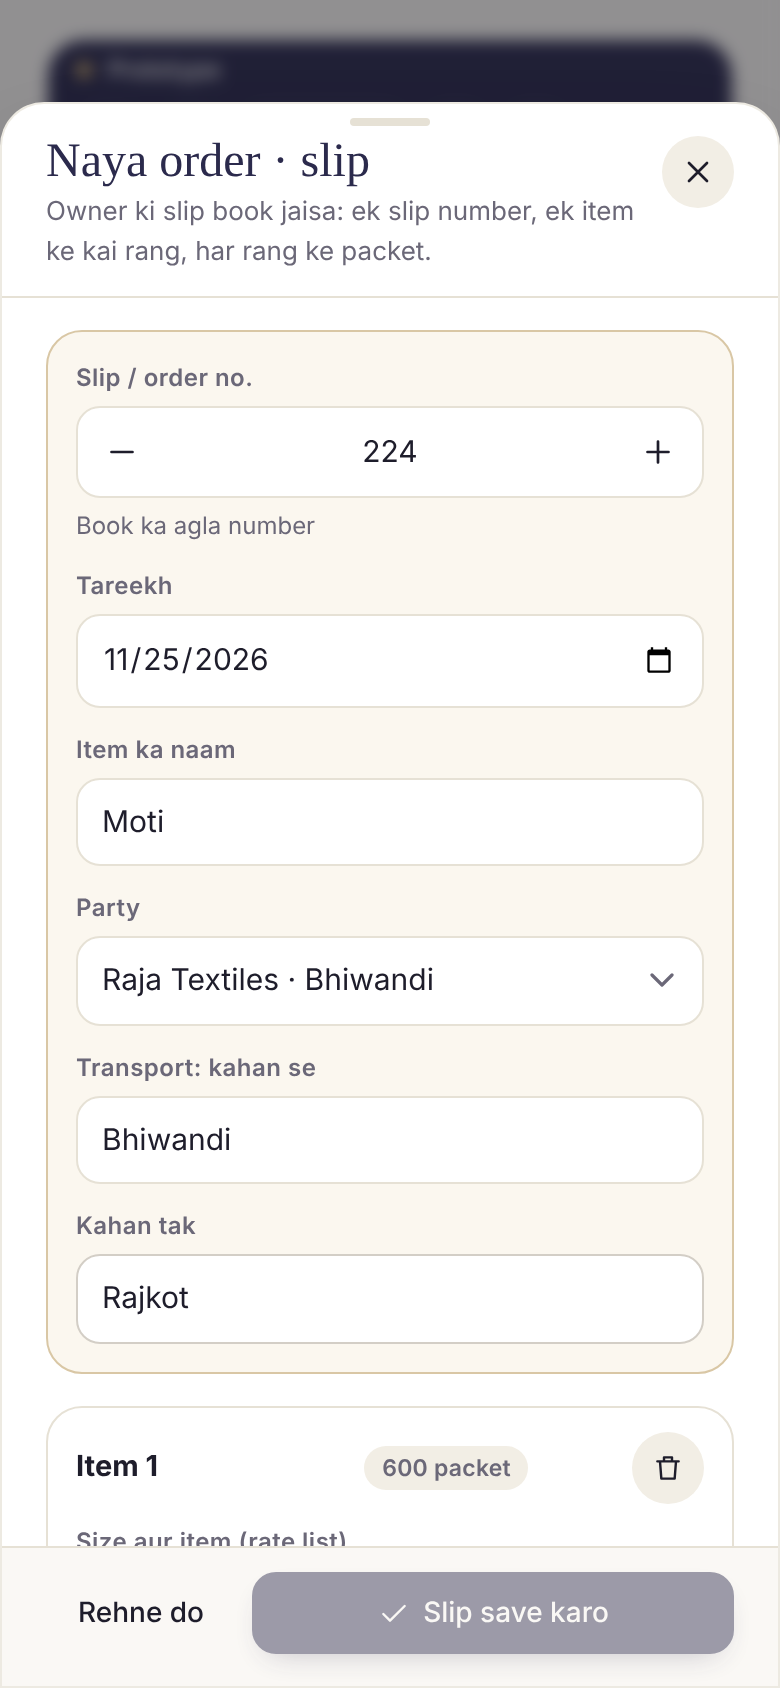 Prototype
Naya order · slip
Owner ki slip book jaisa: ek slip number, ek item
ke kai rang, har rang ke packet.
Slip / order no.
224
Book ka agla number
Tareekh
11/25/2026
Item ka naam
Moti
Party
Raja Textiles · Bhiwandi
Transport: kahan se
Bhiwandi
Kahan tak
Rajkot
Item 1
600 packet
Size aur item (rate list)
Rehne do
Slip save karo